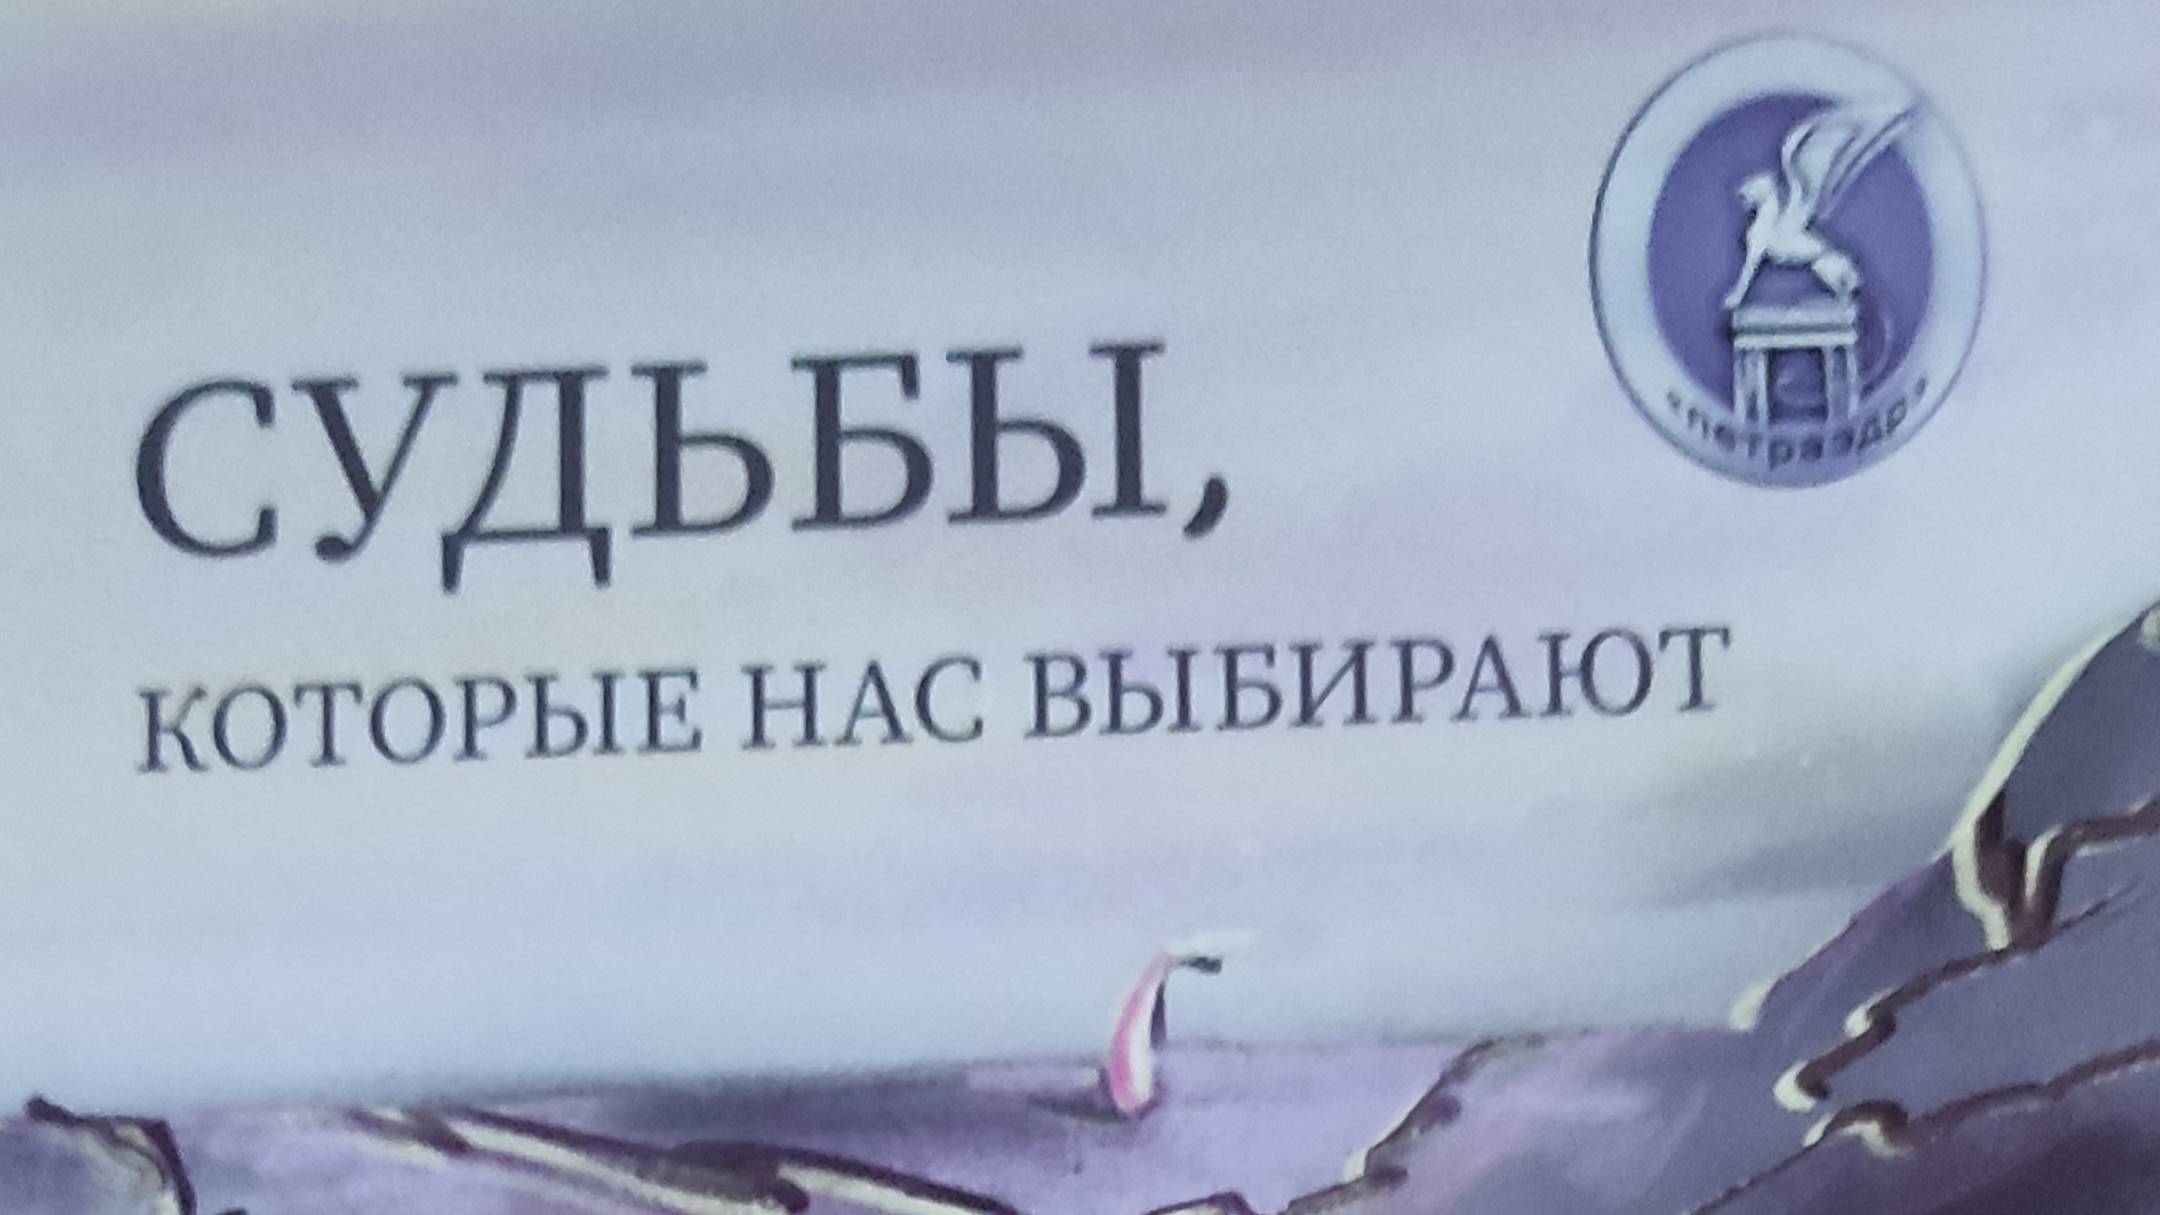 «петраэдр»
СУДЬБЫ,
КОТОРЫЕ НАС ВЫБИРАЮТ